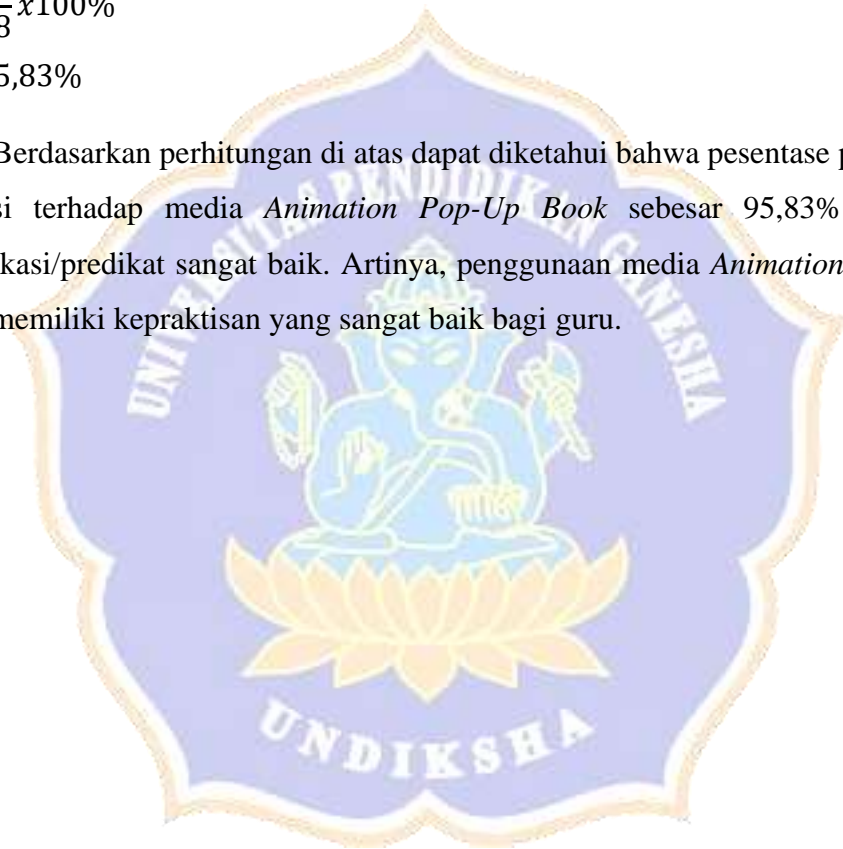 8 x100%
5,83%
Berdasarkan perhitungan di atas dapat diketahui bahwa pesentase p
si terhadap media Animation Pop-Up Book sebesar 95,83%
kasi/predikat sangat baik. Artinya, penggunaan media Animation
memiliki kepraktisan yang sangat baik bagi guru.
UNIVERSITAS PENDIDIKAN GANESHA
UNDIKSHA